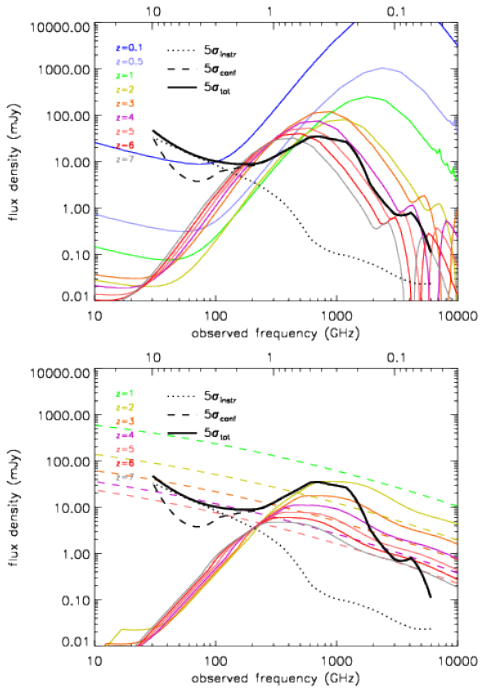 10 1 0.1
10000.00
1000.00
100.00
10.00
1.00
0.10
0.01
flux density (mJy)
z=0.1
z=0.5
z=1
z=2
z=3
z=4
z=5
z=6
z=7
5σinstr
5σconf
5σtot
10 100 1000 10000
observed frequency (GHz)
10 1 0.1
10000.00
1000.00
100.00
10.00
1.00
0.10
0.01
flux density (mJy)
z=1
z=2
z=3
z=4
z=5
z=6
z=7
5σinstr
5σconf
5σtot
10 100 1000 10000
observed frequency (GHz)